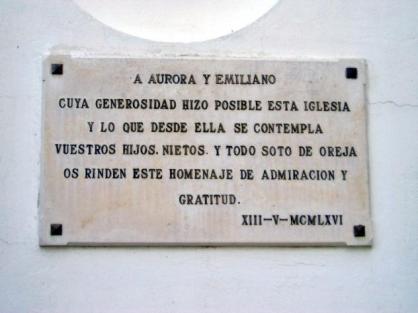 A AURORA Y EMILIANO
CUYA GENEROSIDAD HIZO POSIBLE ESTA IGLESIA
Y LO QUE DESDE ELLA SE CONTEMPLA
VUESTROS HIJOS. NIETOS. Y TODO SOTO DE OREJA
OS RINDEN ESTE HOMENAJE DE ADMIRACION Y
GRATITUD.
XIII-V-MCMLXVI